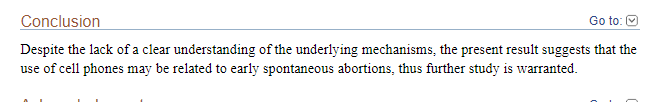 Conclusion
Go to:
Despite the lack of a clear understanding of the underlying mechanisms, the present result suggests that the
use of cell phones may be related to early spontaneous abortions, thus further study is warranted.